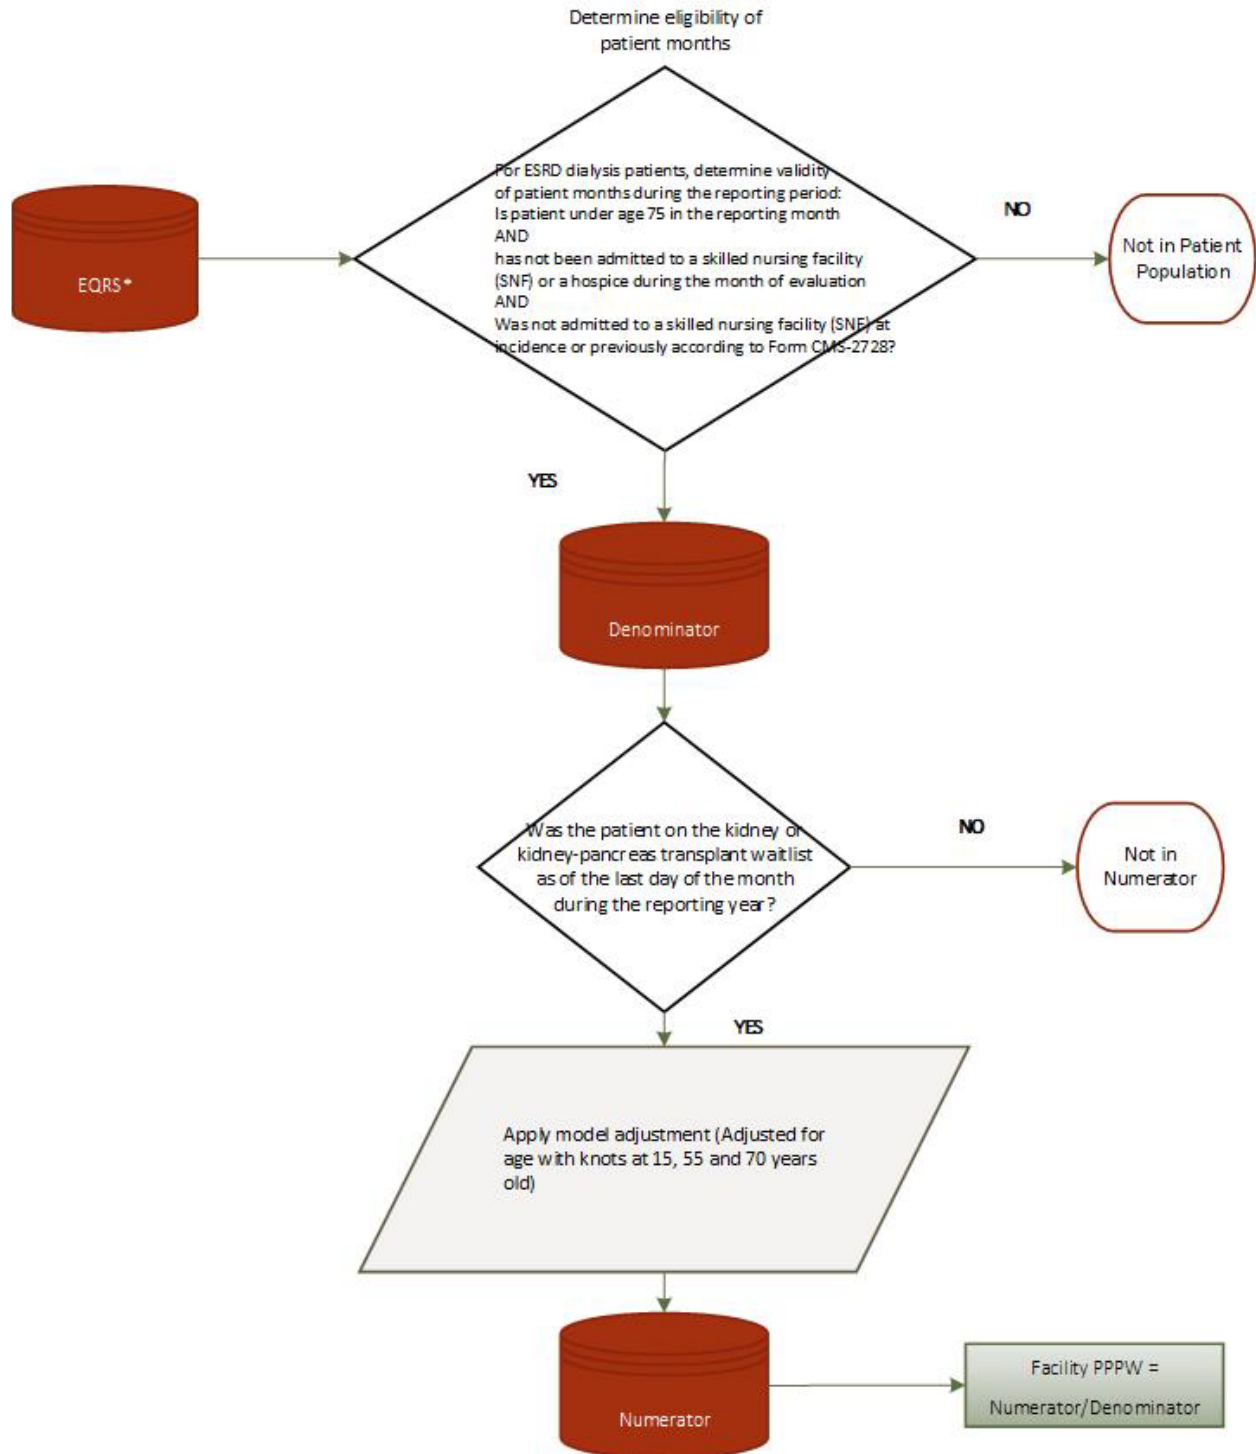 Determine eligibility of
patient months
For ESRD dialysis patients, determine validity
of patient months during the reporting period:
Is patient under age 75 in the reporting month
AND
has not been admitted to a skilled nursing facility
(SNF) or a hospice during the month of evaluation
AND
Was not admitted to a skilled nursing facility (SNF) at
incidence or previously according to Form CMS-2728?
NO
Not in Patient
Population
EQRS*
YES
Denominator
Was the patient on the kidney or
kidney-pancreas transplant waitlist
as of the last day of the month
during the reporting year?
NO
Not in
Numerator
YES
Apply model adjustment (Adjusted for
age with knots at 15, 55 and 70 years
old)
Numerator
Facility PPPW =
Numerator/Denominator